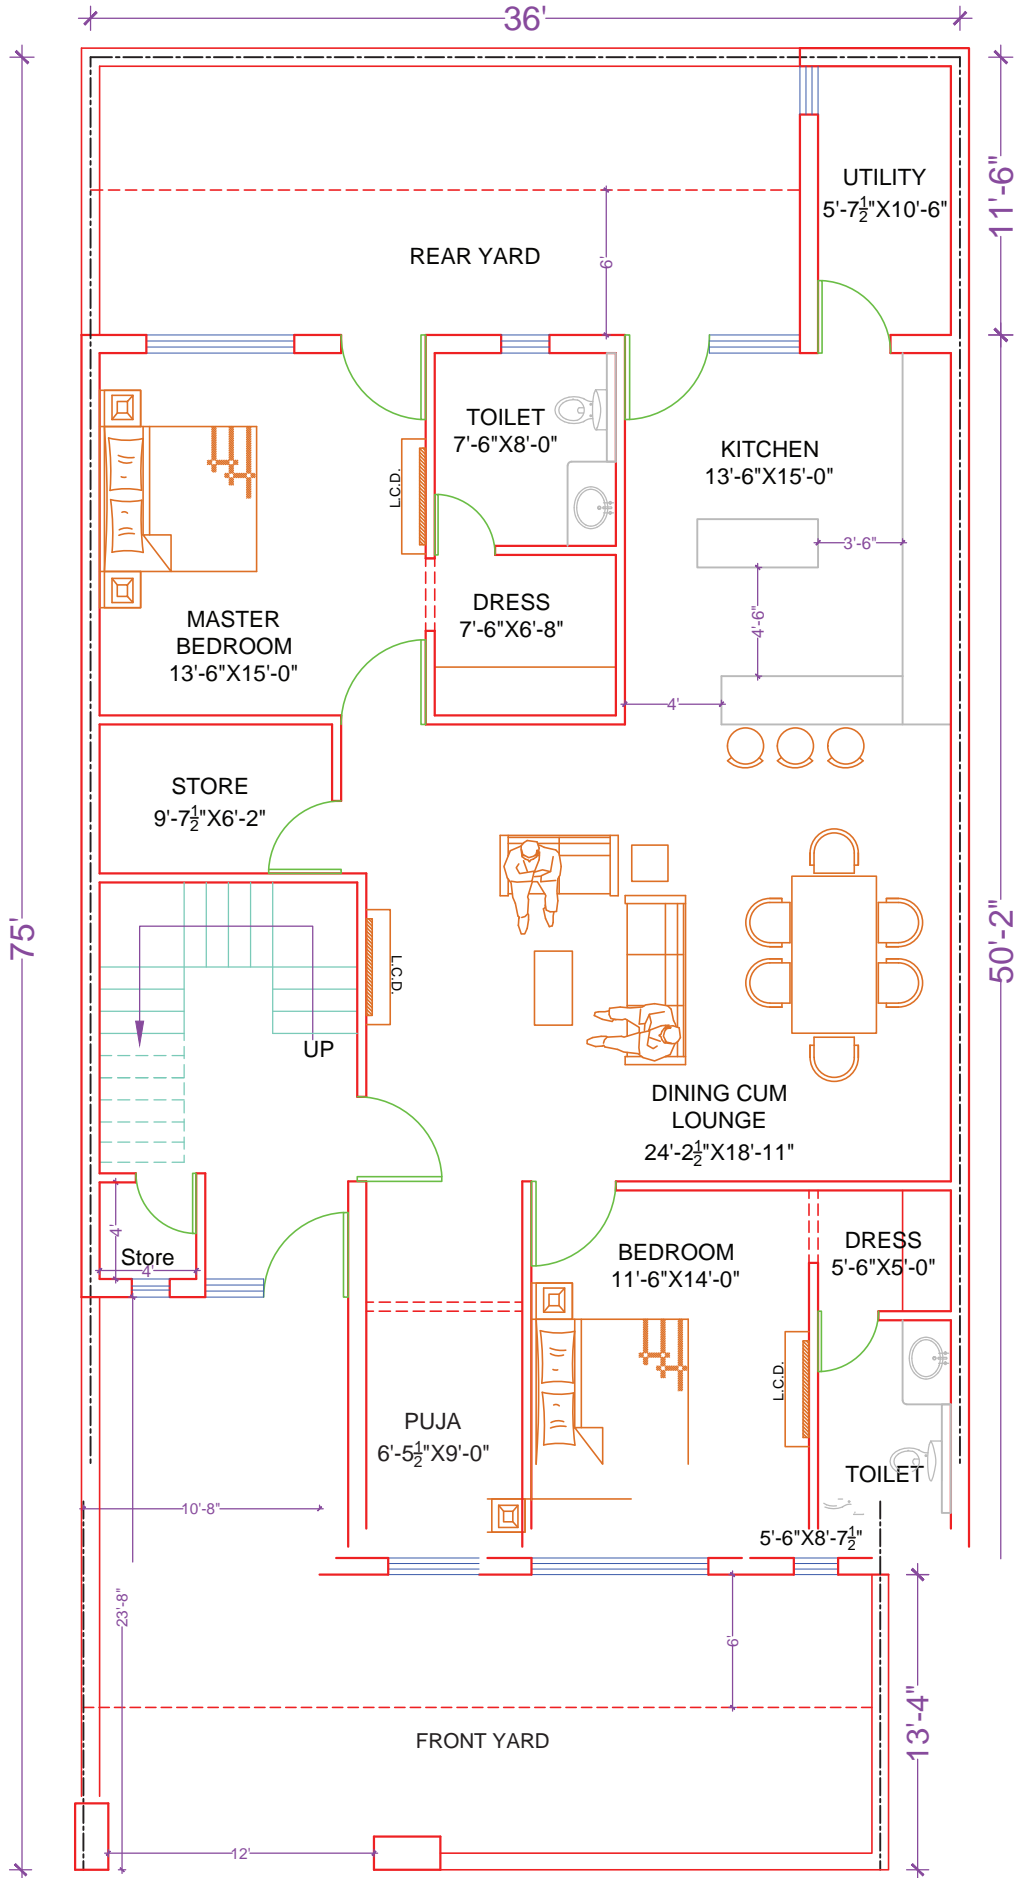 36'
UTILITY
5'-7½"X10'-6"
11'-6"
REAR YARD
6'
TOILET
7'-6"X8'-0"
KITCHEN
13'-6"X15'-0"
L.C.D.
3'-6"
4'-6"
MASTER
BEDROOM
13'-6"X15'-0"
DRESS
7'-6"X6'-8"
4'
STORE
9'-7½"X6'-2"
75'
50'-2"
L.C.D.
UP
DINING CUM
LOUNGE
24'-2½"X18'-11"
4'
Store
4'
BEDROOM
11'-6"X14'-0"
DRESS
5'-6"X5'-0"
L.C.D.
PUJA
6'-5½"X9'-0"
TOILET
5'-6"X8'-7½"
10'-8"
23'-8"
6'
13'-4"
FRONT YARD
12'